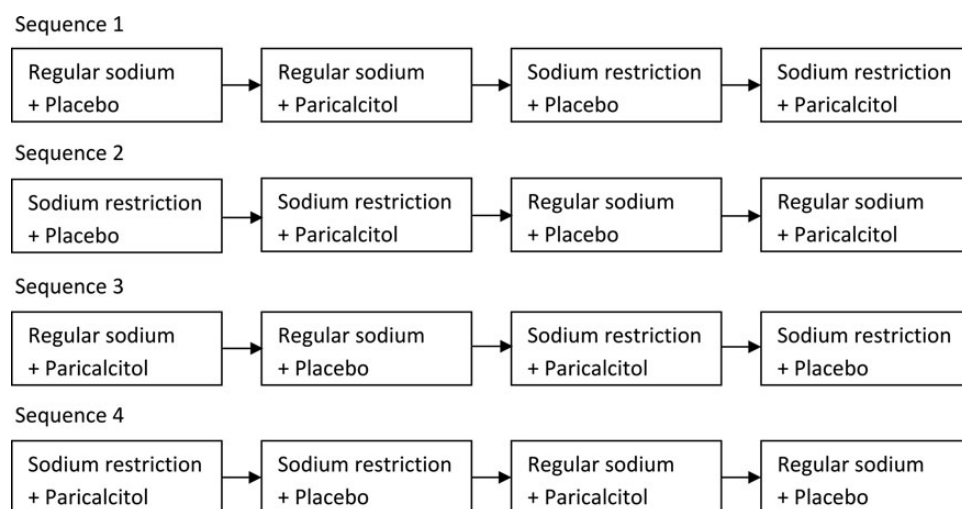 Sequence 1
Regular sodium
+ Placebo
Regular sodium
+ Paricalcitol
Sodium restriction
+ Placebo
Sodium restriction
+ Paricalcitol
Sequence 2
Sodium restriction
+ Placebo
Sodium restriction
+ Paricalcitol
Regular sodium
+ Placebo
Regular sodium
+ Paricalcitol
Sequence 3
Regular sodium
+ Paricalcitol
Regular sodium
+ Placebo
Sodium restriction
+ Paricalcitol
Sodium restriction
+ Placebo
Sequence 4
Sodium restriction
+ Paricalcitol
Sodium restriction
+ Placebo
Regular sodium
+ Paricalcitol
Regular sodium
+ Placebo